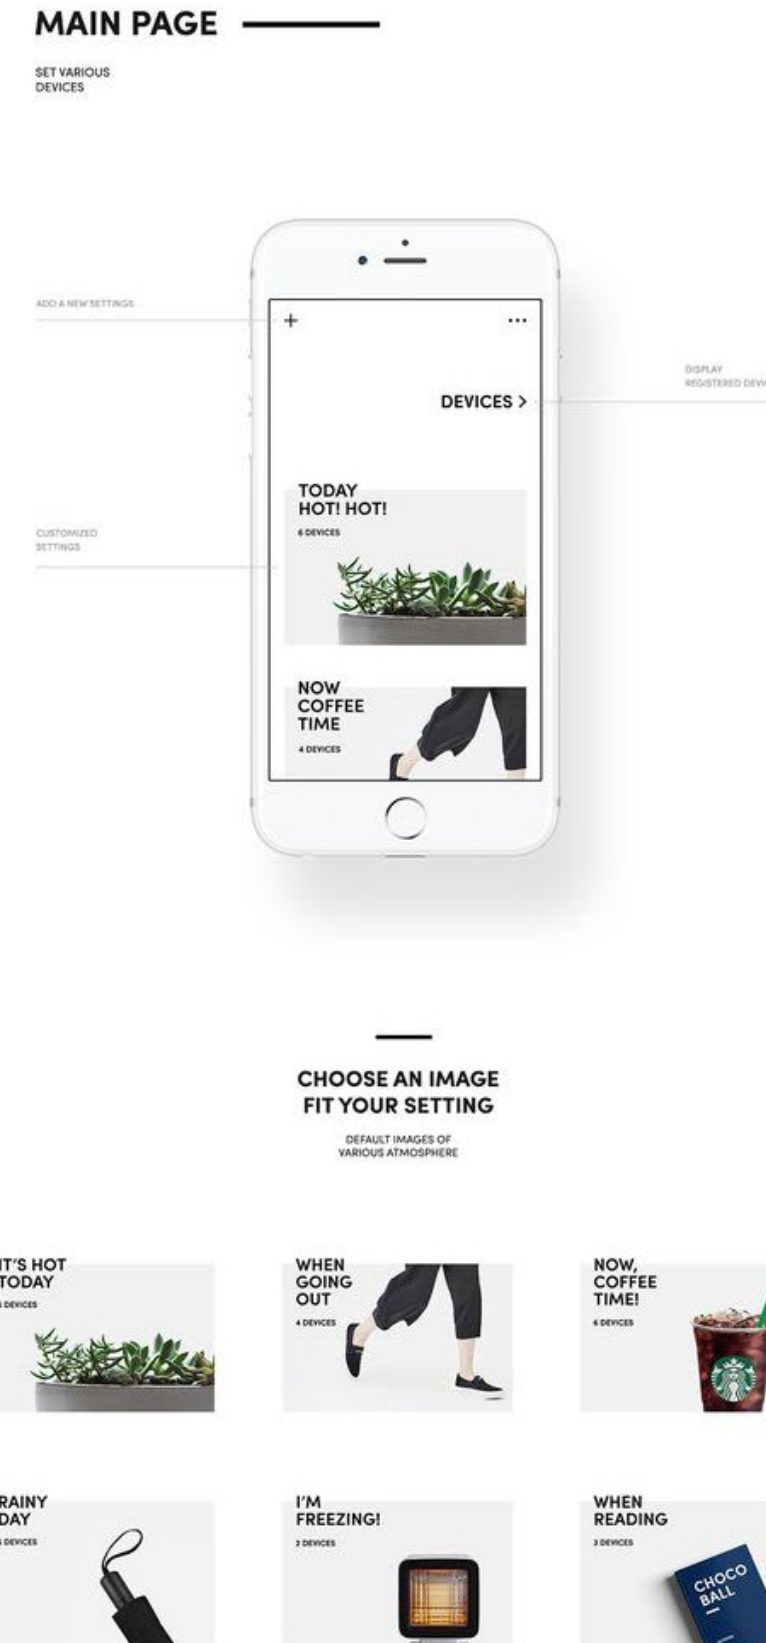 MAIN PAGE
SET VARIOUS
DEVICES
ADD A NEW SETTINGS
DISPLAY
REGISTERED
DEVICES >
TODAY
HOT! HOT!
6 DEVICES
CUSTOMIZED
SETTINGS
NOW
COFFEE
TIME
4 DEVICES
CHOOSE AN IMAGE
FIT YOUR SETTING
DEFAULT IMAGES OF
VARIOUS ATMOSPHERE
IT'S HOT
TODAY
DEVICES
WHEN
GOING
OUT
4 DEVICES
NOW,
COFFEE
TIME!
6 DEVICES
RAINY
DAY
DEVICES
I'M
FREEZING!
2 DEVICES
WHEN
READING
3 DEVICES
CHOCO
BALL